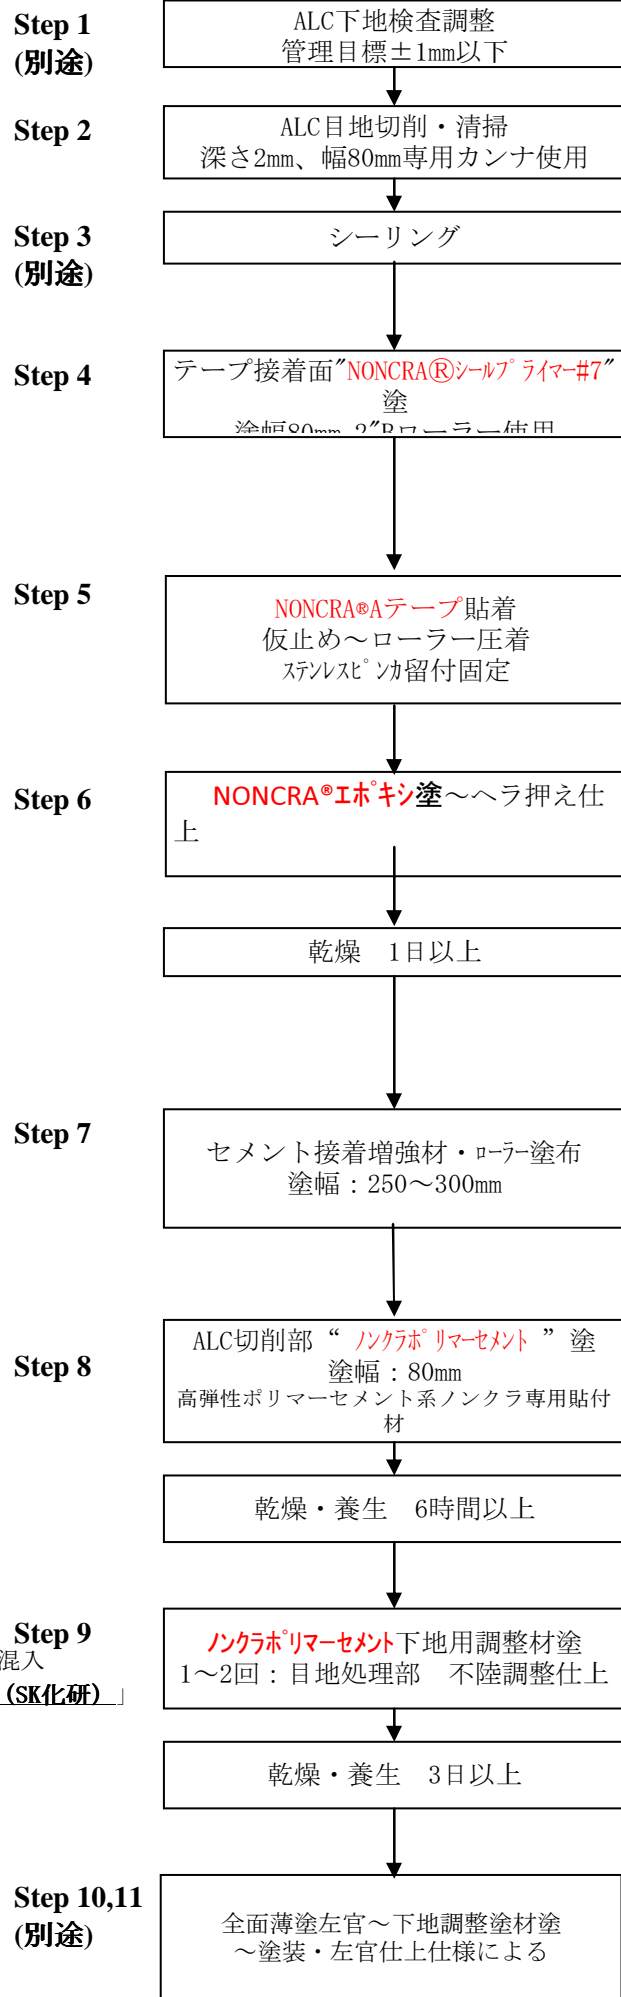 Step 1
(別途)
ALC下地検査調整
管理目標±1mm以下
Step 2
ALC目地切削・清掃
深さ2mm、幅80mm専用カンナ使用
Step 3
(別途)
シーリング
Step 4
テープ接着面"NONCRA®ｼｰﾙﾌﾟﾗｲﾏｰ#7"
塗
塗幅80mm 2"Bローラー使用
Step 5
NONCRA®Aテープ貼着
仮止め～ローラー圧着
ｽﾃﾝﾚｽﾋﾟﾝｶ留付固定
Step 6
NONCRA®ｴﾎﾟｷｼ塗～ヘラ押え仕
上
乾燥　1日以上
Step 7
セメント接着増強材・ﾛｰﾗｰ塗布
塗幅：250～300mm
Step 8
ALC切削部“ ﾉﾝｸﾗﾎﾟﾘﾏｰｾﾒﾝﾄ ”塗
塗幅：80mm
高弾性ポリマーセメント系ノンクラ専用貼付
材
乾燥・養生　6時間以上
Step 9
混入
(SK化研) 」
ﾉﾝｸﾗﾎﾟﾘﾏｰｾﾒﾝﾄ下地用調整材塗
1～2回：目地処理部　不陸調整仕上
乾燥・養生　3日以上
Step 10,11
(別途)
全面薄塗左官～下地調整塗材塗
～塗装・左官仕上仕様による